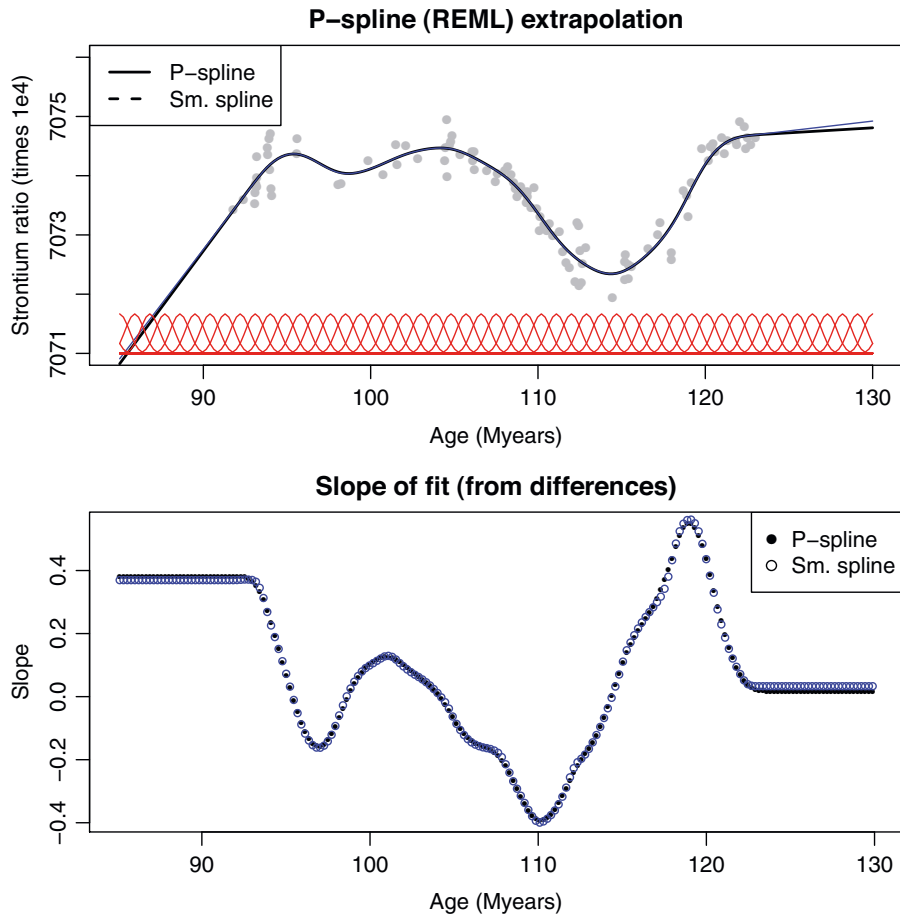 P−spline (REML) extrapolation
P−spline
Sm. spline
Strontium ratio (times 1e4)
7075
7073
7071
90 100 110 120 130
Age (Myears)
Slope of fit (from differences)
P−spline
Sm. spline
Slope
0.4
0.2
0.0
−0.2
−0.4
90 100 110 120 130
Age (Myears)